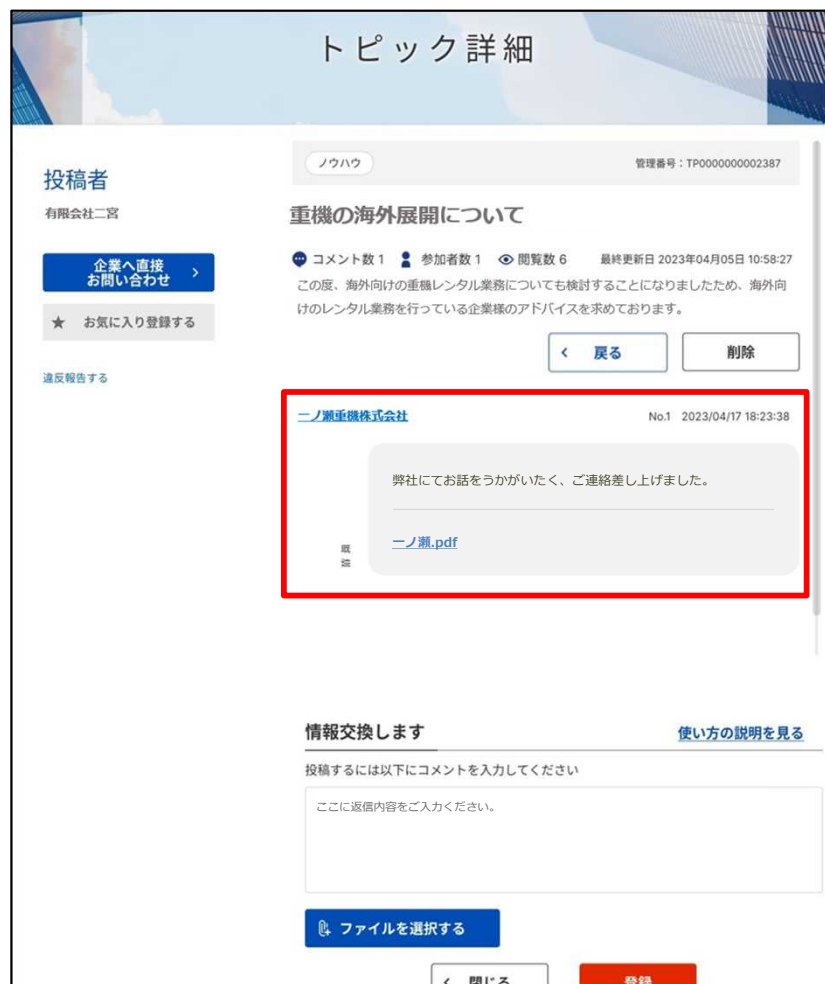 トピック詳細
投稿者
有限会社二宮
企業へ直接
お問い合わせ
お気に入り登録する
違反報告する
ノウハウ
管理番号：TP0000000002387
重機の海外展開について
コメント数 1 参加者数 1 閲覧数 6 最終更新日 2023年04月05日 10:58:27
この度、海外向けの重機レンタル業務についても検討することになりましたため、海外向
けのレンタル業務を行っている企業様のアドバイスを求めております。
戻る
削除
一ノ瀬重機株式会社
No.1 2023/04/17 18:23:38
弊社にてお話をうかがいたく、ご連絡差し上げました。
一ノ瀬.pdf
既
読
情報交換します
使い方の説明を見る
投稿するには以下にコメントを入力してください
ここに返信内容をご入力ください。
ファイルを選択する
閉じる
登録